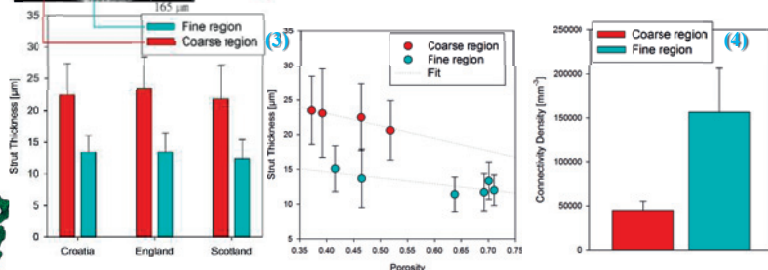 165 µm
Fine region
Coarse region
(3)
Strut Thickness [µm]
35
30
25
20
15
10
5
0
Croatia
England
Scotland
Strut Thickness [µm]
35
30
25
20
15
10
5
Coarse region
Fine region
Fit
0.35
0.40
0.45
0.50
0.55
0.60
0.65
0.70
0.75
Porosity
(4)
Connectivity Density [mm⁻³]
250000
200000
150000
100000
50000
0
Coarse region
Fine region